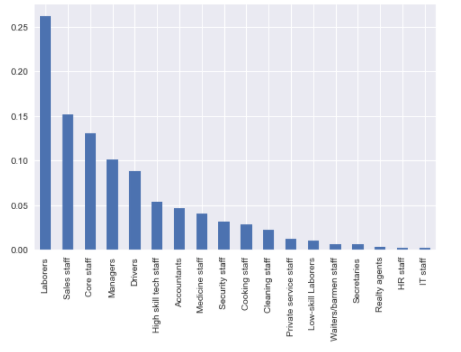 0.25
0.20
0.15
0.10
0.05
0.00
Laborers
Sales staff
Core staff
Managers
Drivers
High skill tech staff
Accountants
Medicine staff
Security staff
Cooking staff
Cleaning staff
Private service staff
Low-skill Laborers
Waiters/barmen staff
Secretaries
Realty agents
HR staff
IT staff